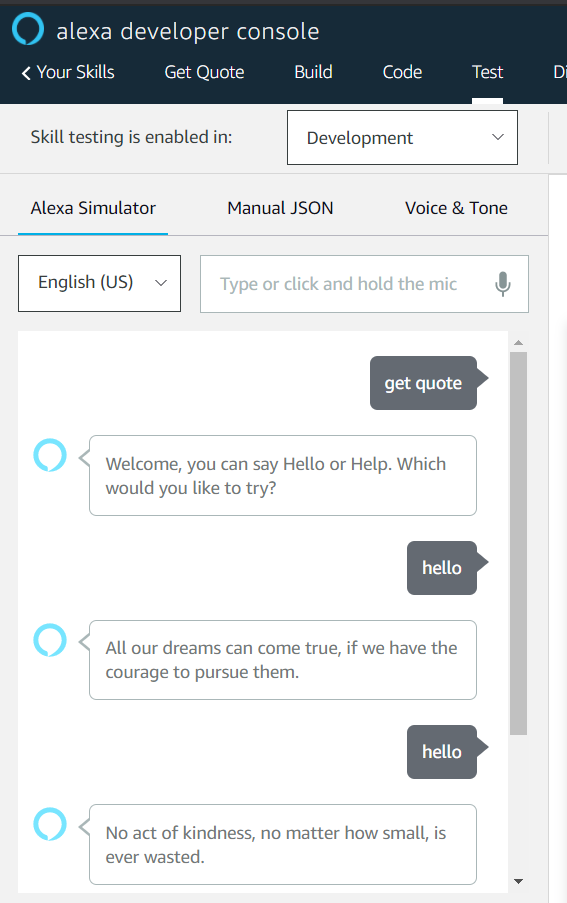 alexa developer console
Your Skills Get Quote Build Code Test
Skill testing is enabled in: Development
Alexa Simulator Manual JSON Voice & Tone
English (US) Type or click and hold the mic
get quote
Welcome, you can say Hello or Help. Which
would you like to try?
hello
All our dreams can come true, if we have the
courage to pursue them.
hello
No act of kindness, no matter how small, is
ever wasted.